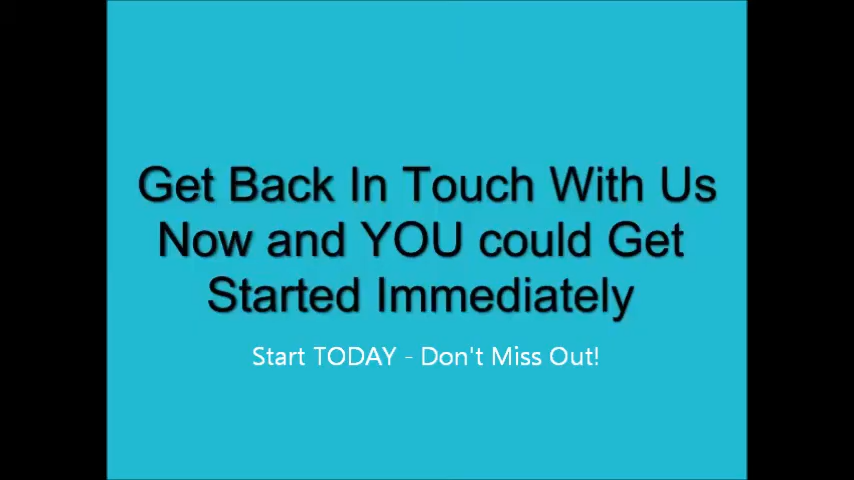 Get Back In Touch With Us
Now and YOU could Get
Started Immediately
Start TODAY - Don't Miss Out!